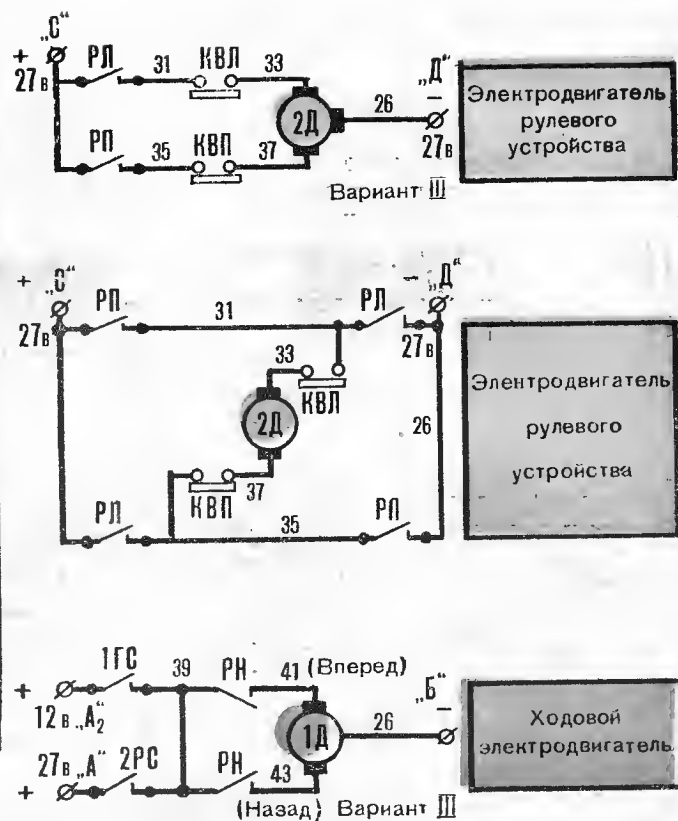 + „С“
27в
РЛ 31 КВЛ 33
„Д“
–
2Д 26
27в
РП 35 КВП 37
Вариант III
Электродвигатель
рулевого
устройства
+ „С“
– „Д“
27в
РП 31 РЛ
27в
33
КВЛ
2Д
26
КВП 37
РЛ 35 РП
Электродвигатель
рулевого
устройства
1ГС 39 РН 41 (Вперед)
+
12в „А₂“
„Б“
–
1Д 26
27в „А“ 2РС РН 43
+
(Назад) Вариант III
Ходовой
электродвигатель